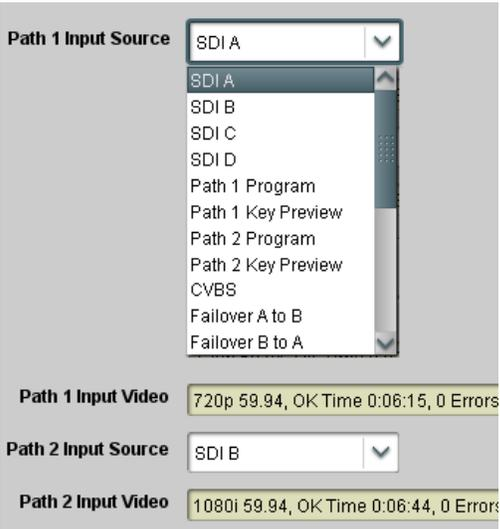 Path 1 Input Source SDI A
SDI A
SDI B
SDI C
SDI D
Path 1 Program
Path 1 Key Preview
Path 2 Program
Path 2 Key Preview
CVBS
Failover A to B
Failover B to A
Path 1 Input Video 720p 59.94, OK Time 0:06:15, 0 Errors
Path 2 Input Source SDI B
Path 2 Input Video 1080i 59.94, OK Time 0:06:44, 0 Errors